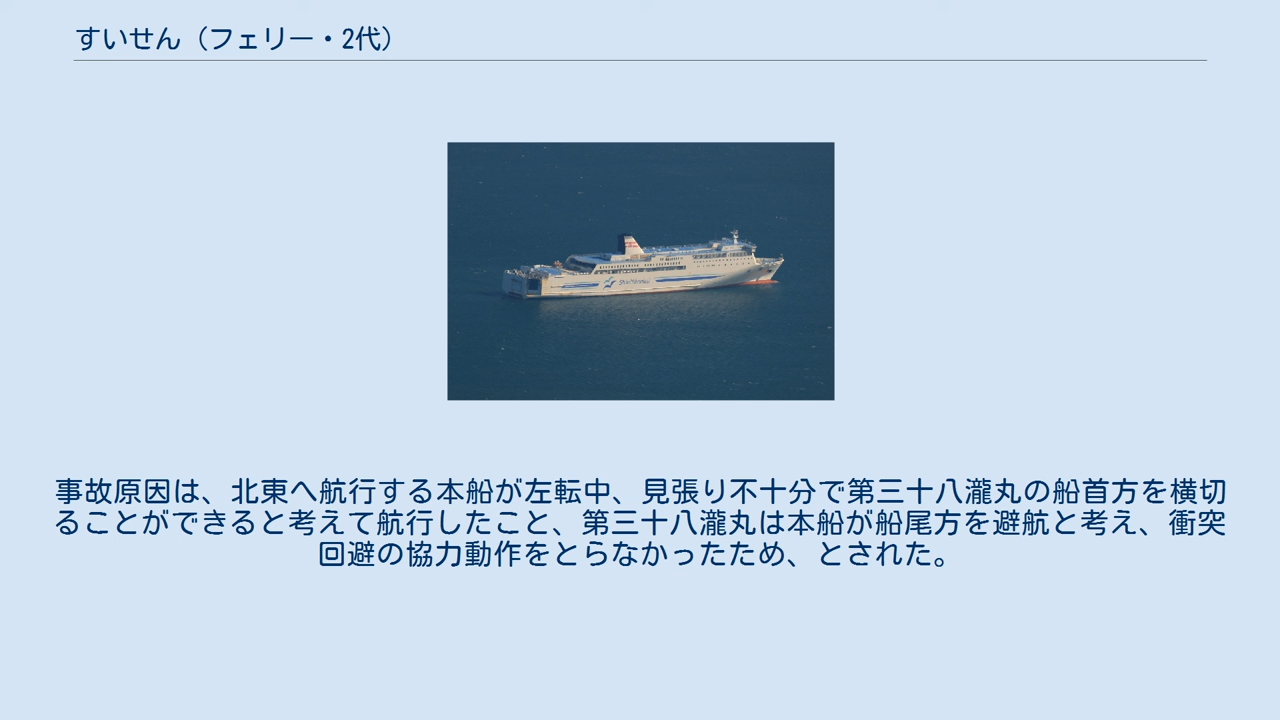 すいせん（フェリー・2代）
事故原因は、北東へ航行する本船が左転中、見張り不十分で第三十八瀧丸の船首方を横切
ることができると考えて航行したこと、第三十八瀧丸は本船が船尾方を避航と考え、衝突
回避の協力動作をとらなかったため、とされた。